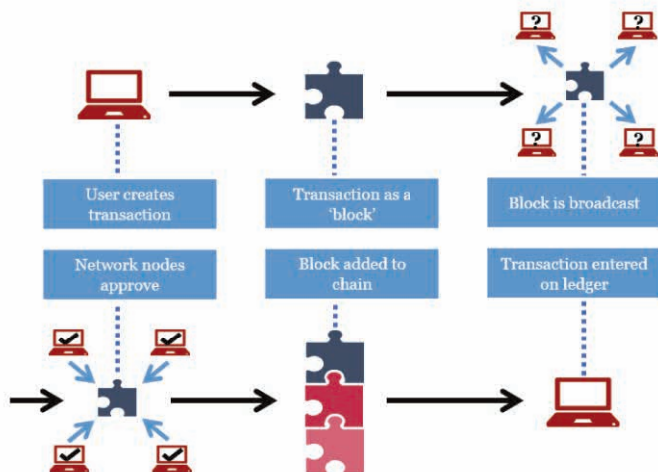 ?
?
?
?
User creates
transaction
Transaction as a
‘block’
Block is broadcast
Network nodes
approve
Block added to
chain
Transaction entered
on ledger